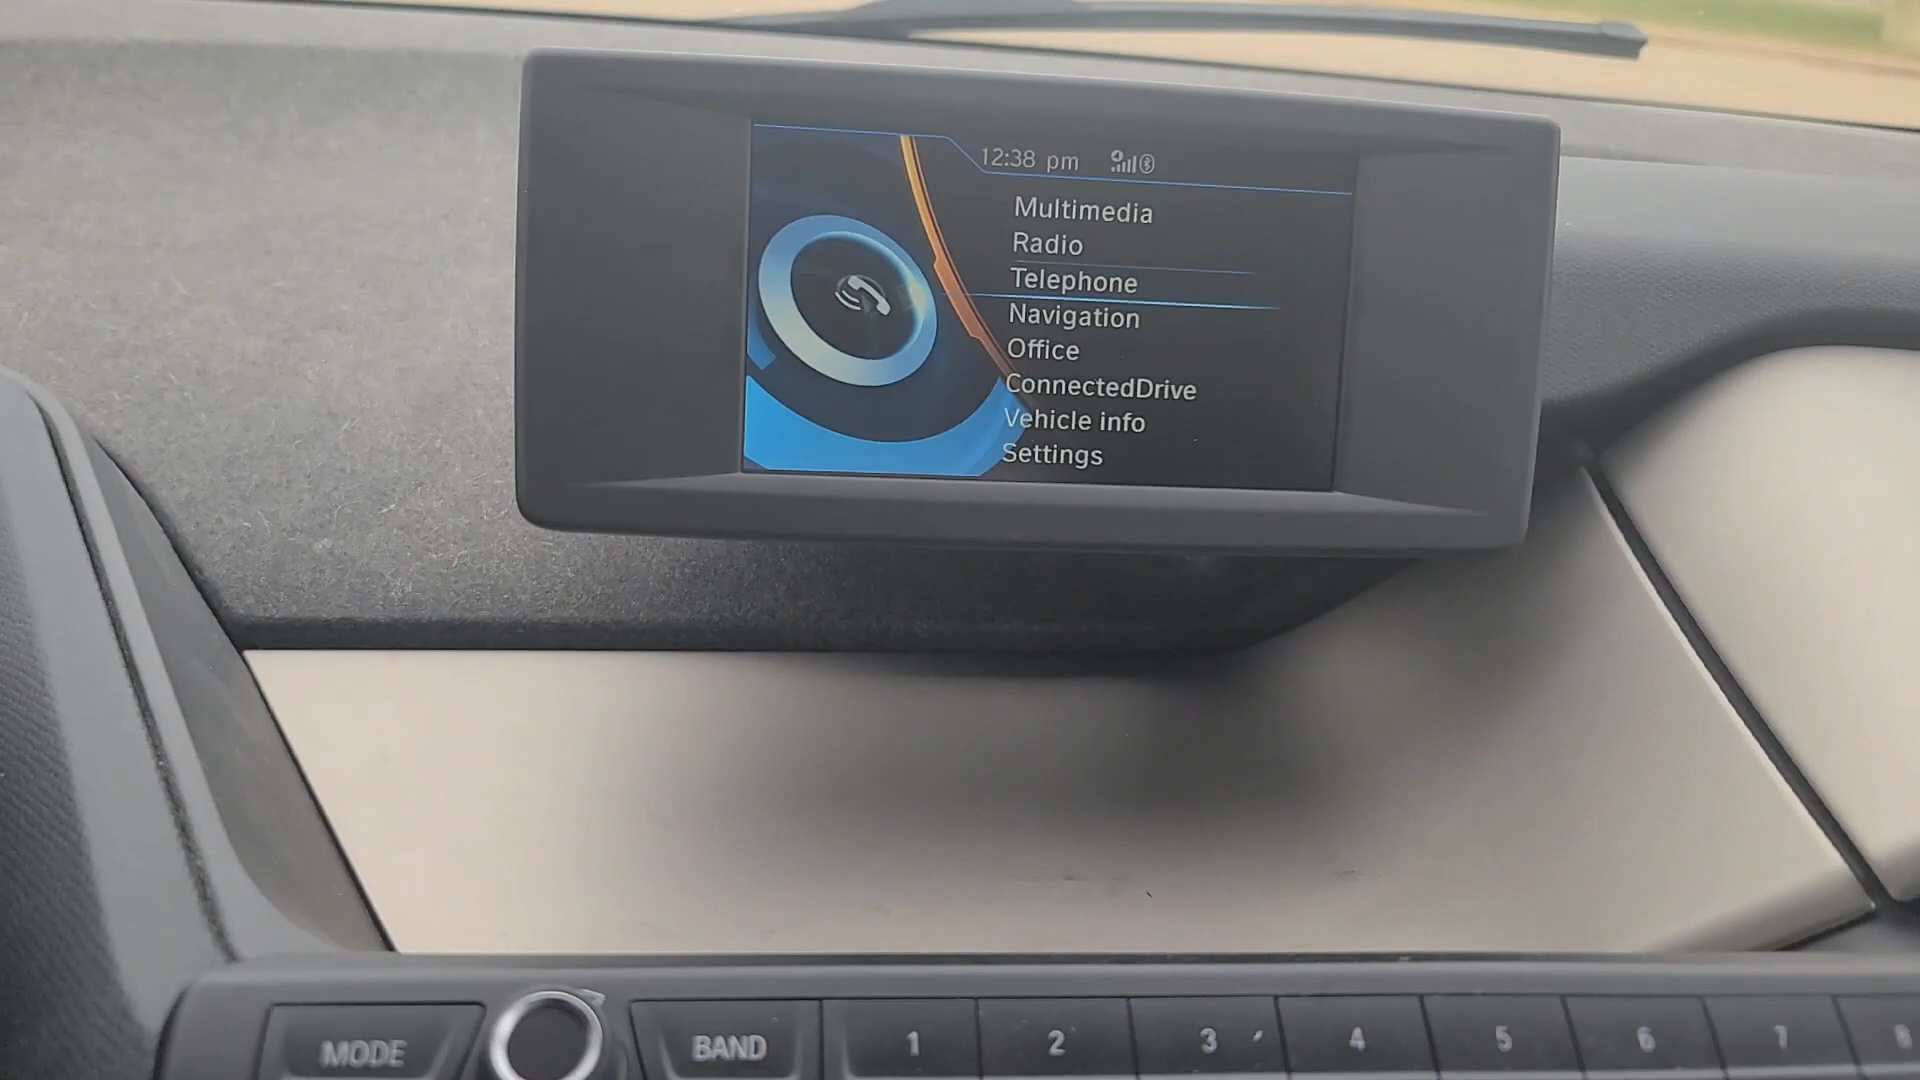 12:38 pm
Multimedia
Radio
Telephone
Navigation
Office
ConnectedDrive
Vehicle info
Settings
MODE BAND 1 2 3 4 5 6 7 8